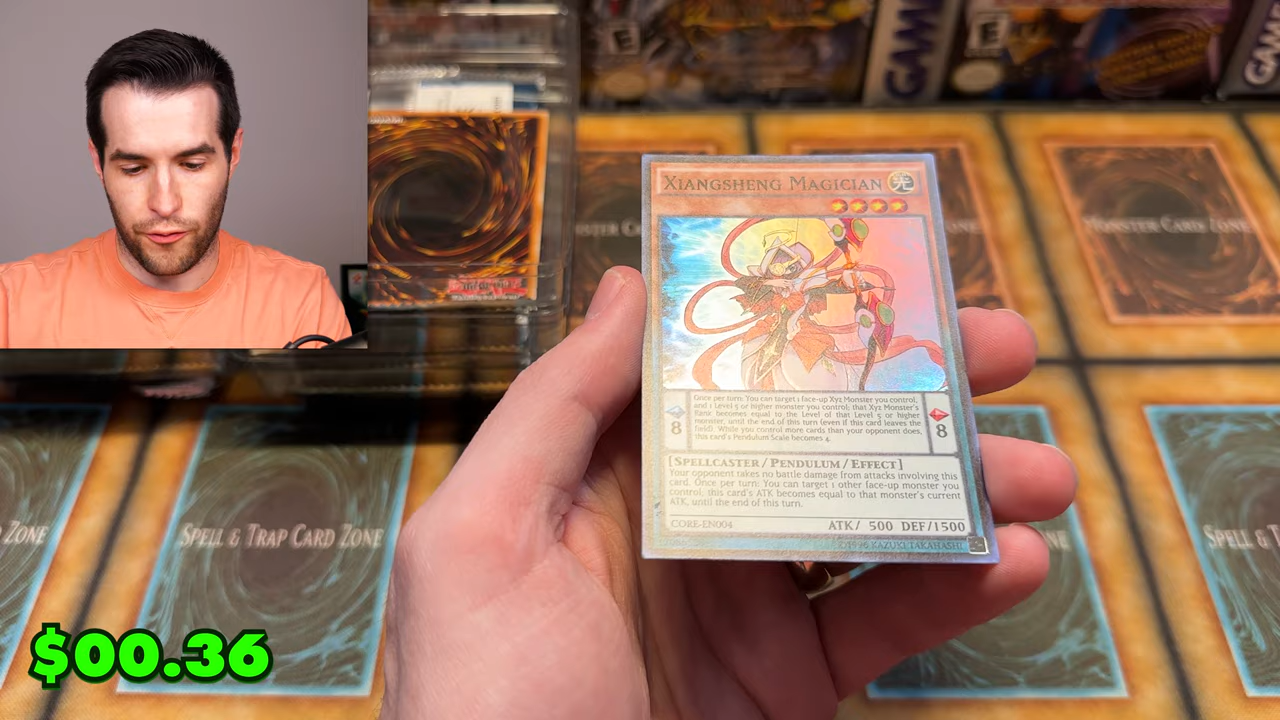 GAME
E
E
GAM
XIANGSHENG MAGICIAN
MONSTER CARD ZONE
Once per turn: You can target 1 face-up Xyz Monster you control,
and 1 Level 5 or higher monster you control; that Xyz Monster's
Rank becomes equal to the Level of that Level 5 or higher
monster, until the end of this turn (even if this card leaves the
field). While you control more cards than your opponent does,
this card's Pendulum Scale becomes 4.
8
8
[SPELLCASTER/PENDULUM/EFFECT]
Your opponent takes no battle damage from attacks involving this
card. Once per turn: You can target 1 other face-up monster you
control; this card's ATK becomes equal to that monster's current
ATK, until the end of this turn.
CORE-EN004
ATK/ 500 DEF/1500
©1996 KAZUKI TAKAHASHI
ZONE
SPELL & TRAP CARD ZONE
SPELL & T
$00.36